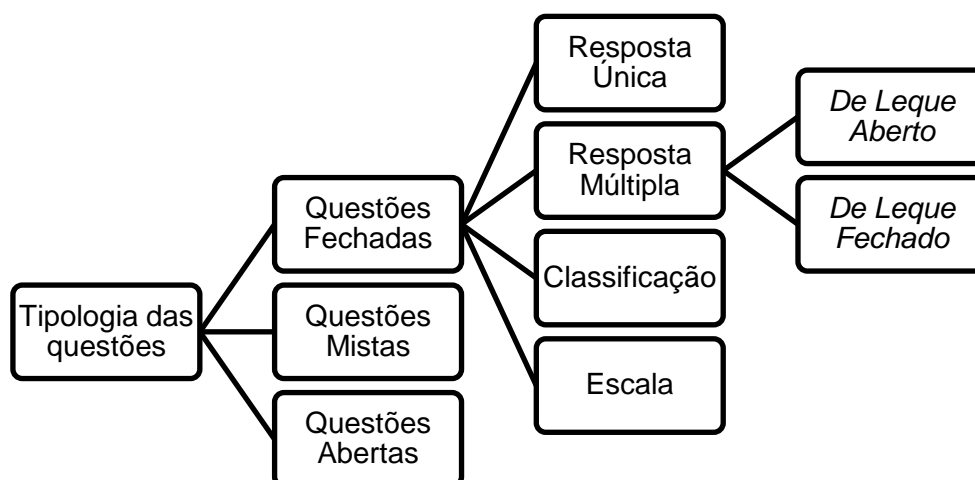 Tipologia das
questões
Questões
Fechadas
Questões
Mistas
Questões
Abertas
Resposta
Única
Resposta
Múltipla
Classificação
Escala
De Leque
Aberto
De Leque
Fechado